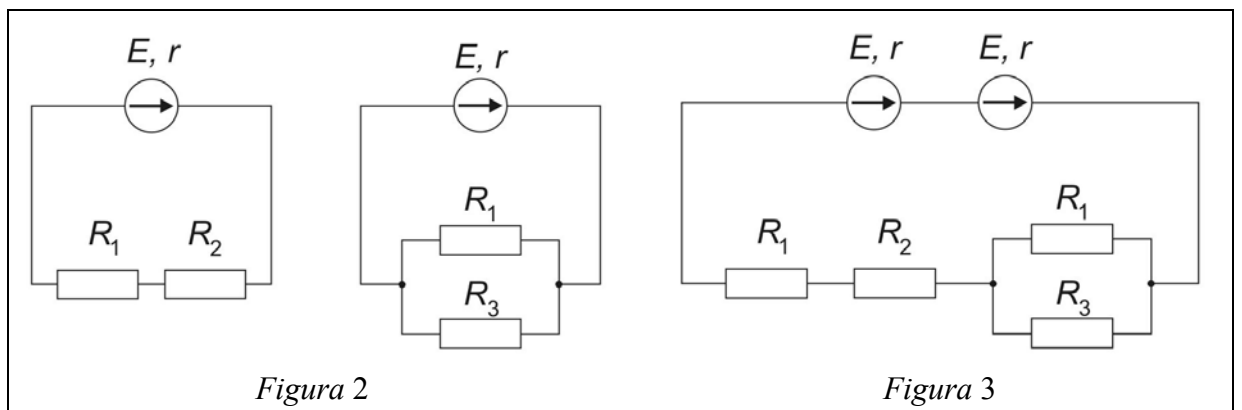 E, r
R1 R2
E, r
R1
R3
Figura 2
E, r E, r
R1 R2
R1
R3
Figura 3